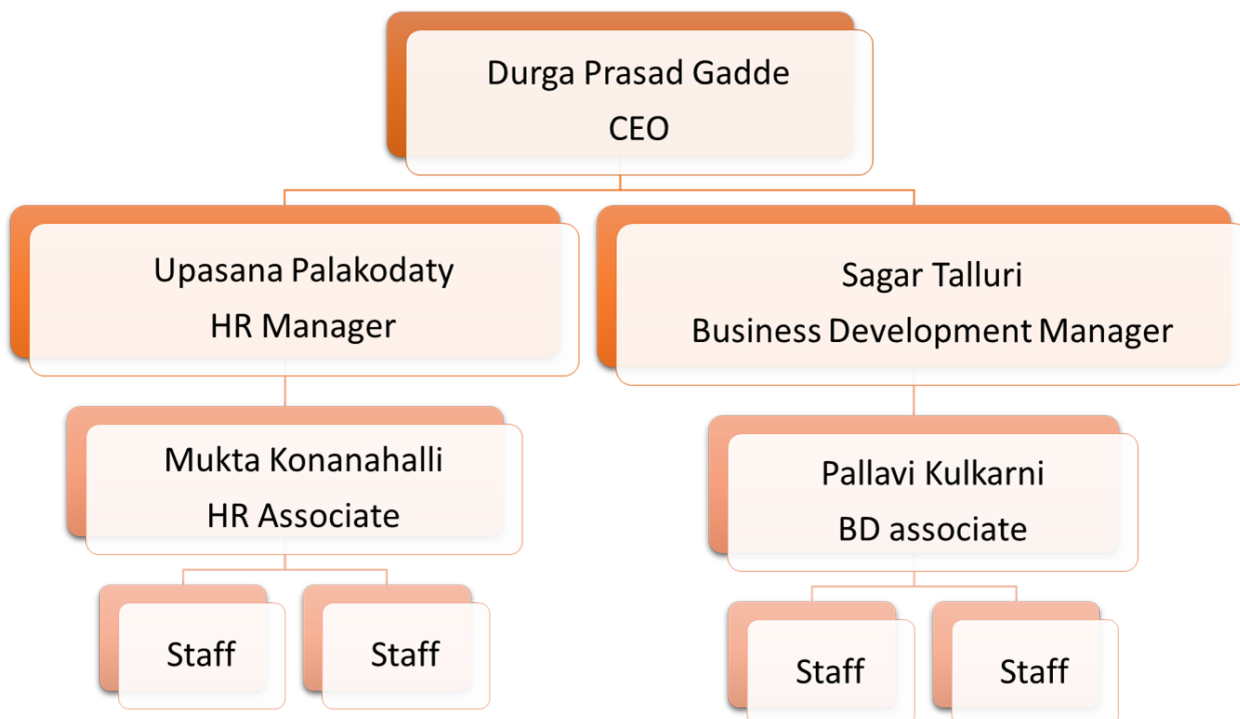 Durga Prasad Gadde
CEO
Upasana Palakodaty
HR Manager
Sagar Talluri
Business Development Manager
Mukta Konanahalli
HR Associate
Pallavi Kulkarni
BD associate
Staff
Staff
Staff
Staff